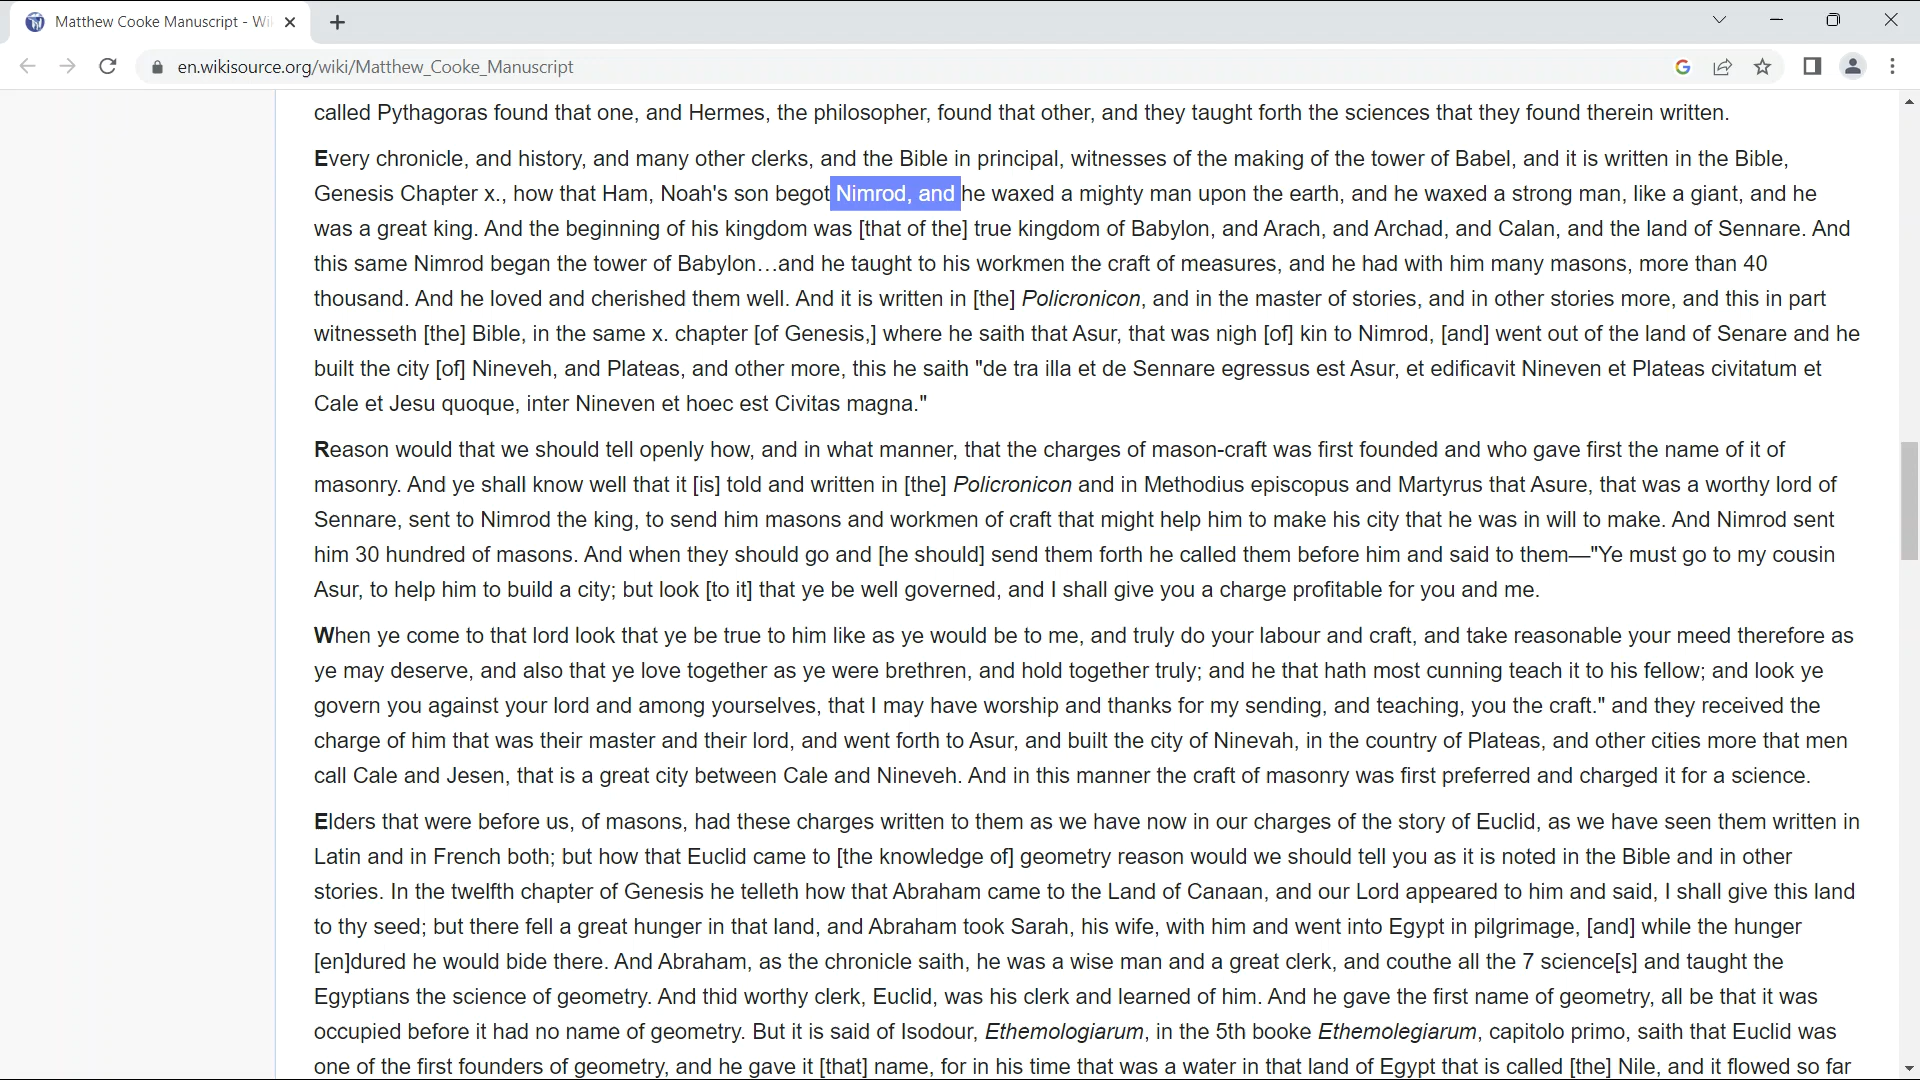 Matthew Cooke Manuscript - Wi
en.wikisource.org/wiki/Matthew_Cooke_Manuscript
called Pythagoras found that one, and Hermes, the philosopher, found that other, and they taught forth the sciences that they found therein written.
Every chronicle, and history, and many other clerks, and the Bible in principal, witnesses of the making of the tower of Babel, and it is written in the Bible,
Genesis Chapter x., how that Ham, Noah's son begot Nimrod, and he waxed a mighty man upon the earth, and he waxed a strong man, like a giant, and he
was a great king. And the beginning of his kingdom was [that of the] true kingdom of Babylon, and Arach, and Archad, and Calan, and the land of Sennare. And
this same Nimrod began the tower of Babylon…and he taught to his workmen the craft of measures, and he had with him many masons, more than 40
thousand. And he loved and cherished them well. And it is written in [the] Policronicon, and in the master of stories, and in other stories more, and this in part
witnesseth [the] Bible, in the same x. chapter [of Genesis,] where he saith that Asur, that was nigh [of] kin to Nimrod, [and] went out of the land of Senare and he
built the city [of] Nineveh, and Plateas, and other more, this he saith "de tra illa et de Sennare egressus est Asur, et edificavit Nineven et Plateas civitatum et
Cale et Jesu quoque, inter Nineven et hoec est Civitas magna."
Reason would that we should tell openly how, and in what manner, that the charges of mason-craft was first founded and who gave first the name of it of
masonry. And ye shall know well that it [is] told and written in [the] Policronicon and in Methodius episcopus and Martyrus that Asure, that was a worthy lord of
Sennare, sent to Nimrod the king, to send him masons and workmen of craft that might help him to make his city that he was in will to make. And Nimrod sent
him 30 hundred of masons. And when they should go and [he should] send them forth he called them before him and said to them—"Ye must go to my cousin
Asur, to help him to build a city; but look [to it] that ye be well governed, and I shall give you a charge profitable for you and me.
When ye come to that lord look that ye be true to him like as ye would be to me, and truly do your labour and craft, and take reasonable your meed therefore as
ye may deserve, and also that ye love together as ye were brethren, and hold together truly; and he that hath most cunning teach it to his fellow; and look ye
govern you against your lord and among yourselves, that I may have worship and thanks for my sending, and teaching, you the craft." and they received the
charge of him that was their master and their lord, and went forth to Asur, and built the city of Ninevah, in the country of Plateas, and other cities more that men
call Cale and Jesen, that is a great city between Cale and Nineveh. And in this manner the craft of masonry was first preferred and charged it for a science.
Elders that were before us, of masons, had these charges written to them as we have now in our charges of the story of Euclid, as we have seen them written in
Latin and in French both; but how that Euclid came to [the knowledge of] geometry reason would we should tell you as it is noted in the Bible and in other
stories. In the twelfth chapter of Genesis he telleth how that Abraham came to the Land of Canaan, and our Lord appeared to him and said, I shall give this land
to thy seed; but there fell a great hunger in that land, and Abraham took Sarah, his wife, with him and went into Egypt in pilgrimage, [and] while the hunger
[en]dured he would bide there. And Abraham, as the chronicle saith, he was a wise man and a great clerk, and couthe all the 7 science[s] and taught the
Egyptians the science of geometry. And thid worthy clerk, Euclid, was his clerk and learned of him. And he gave the first name of geometry, all be that it was
occupied before it had no name of geometry. But it is said of Isodour, Ethemologiarum, in the 5th booke Ethemolegiarum, capitolo primo, saith that Euclid was
one of the first founders of geometry, and he gave it [that] name, for in his time that was a water in that land of Egypt that is called [the] Nile, and it flowed so far